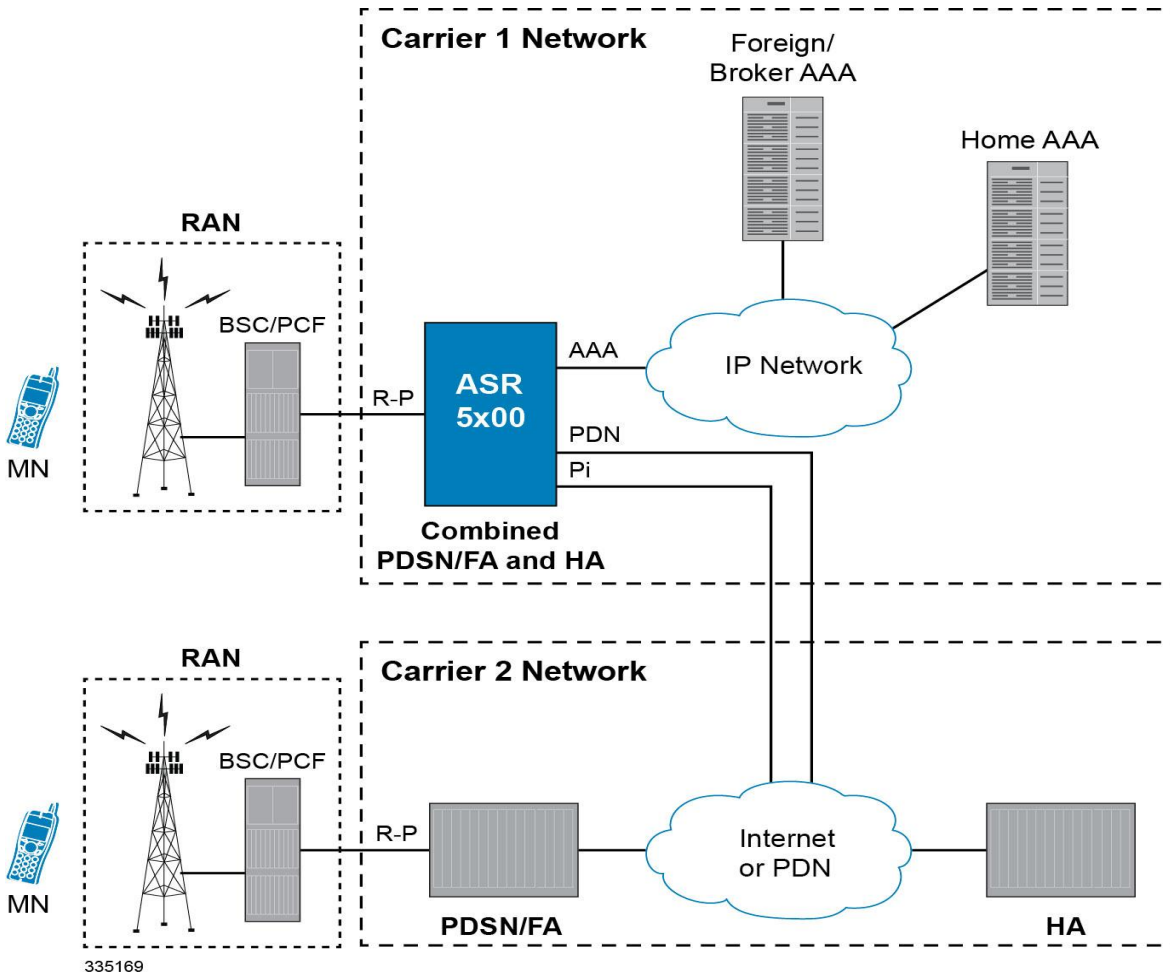 Carrier 1 Network
Foreign/
Broker AAA
Home AAA
RAN
BSC/PCF
MN
R-P
ASR
5x00
AAA
IP Network
PDN
Pi
Combined
PDSN/FA and HA
Carrier 2 Network
RAN
BSC/PCF
MN
R-P
PDSN/FA
Internet
or PDN
HA
335169